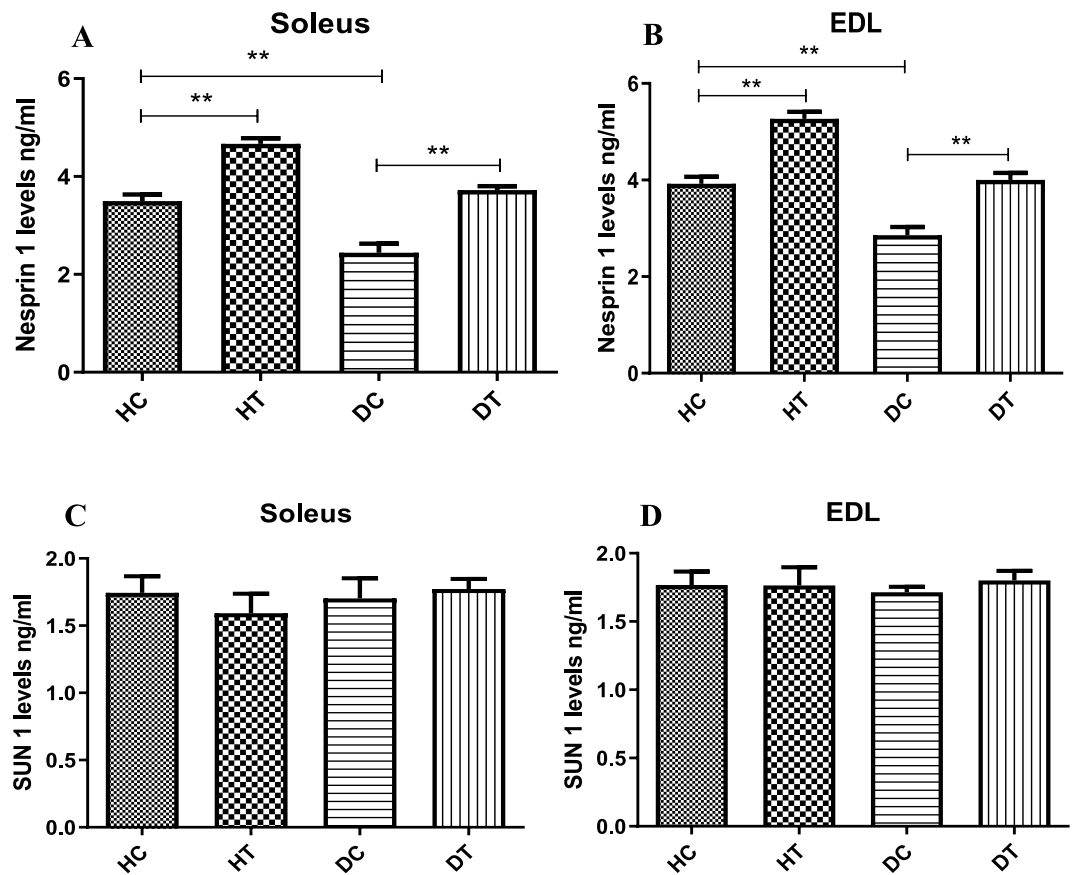 A
Soleus
**
**
**
Nesprin 1 levels ng/ml
6
4
2
0
HC
HT
DC
DT
B
EDL
**
**
**
Nesprin 1 levels ng/ml
6
4
2
0
HC
HT
DC
DT
C
Soleus
SUN 1 levels ng/ml
2.0
1.5
1.0
0.5
0.0
HC
HT
DC
DT
D
EDL
SUN 1 levels ng/ml
2.0
1.5
1.0
0.5
0.0
HC
HT
DC
DT